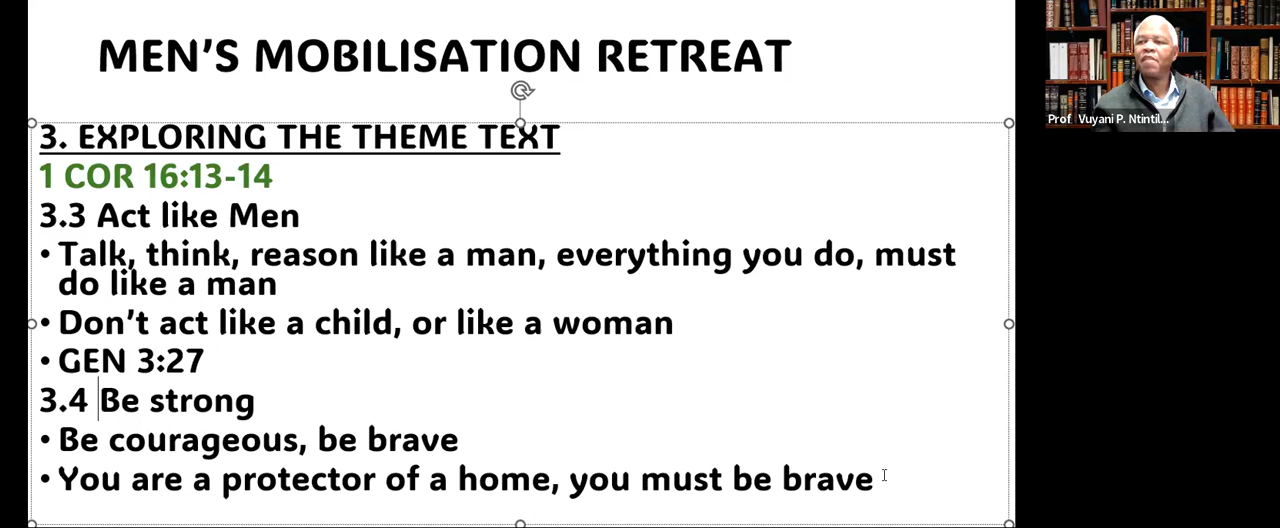 MEN’S MOBILISATION RETREAT
3. EXPLORING THE THEME TEXT
1 COR 16:13-14
3.3 Act like Men
• Talk, think, reason like a man, everything you do, must
do like a man
• Don’t act like a child, or like a woman
• GEN 3:27
3.4 Be strong
• Be courageous, be brave
• You are a protector of a home, you must be brave
Prof Vuyani P. Ntintil...